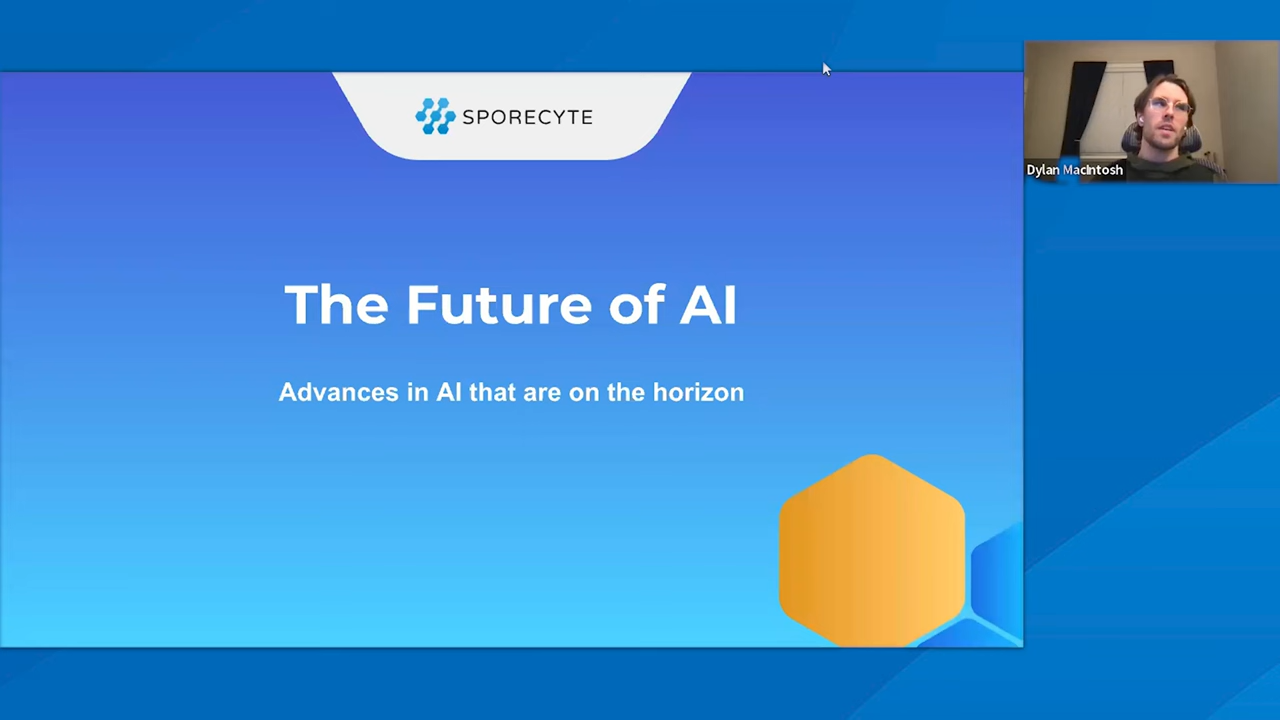 SPORECYTE
The Future of AI
Advances in AI that are on the horizon
Dylan MacIntosh